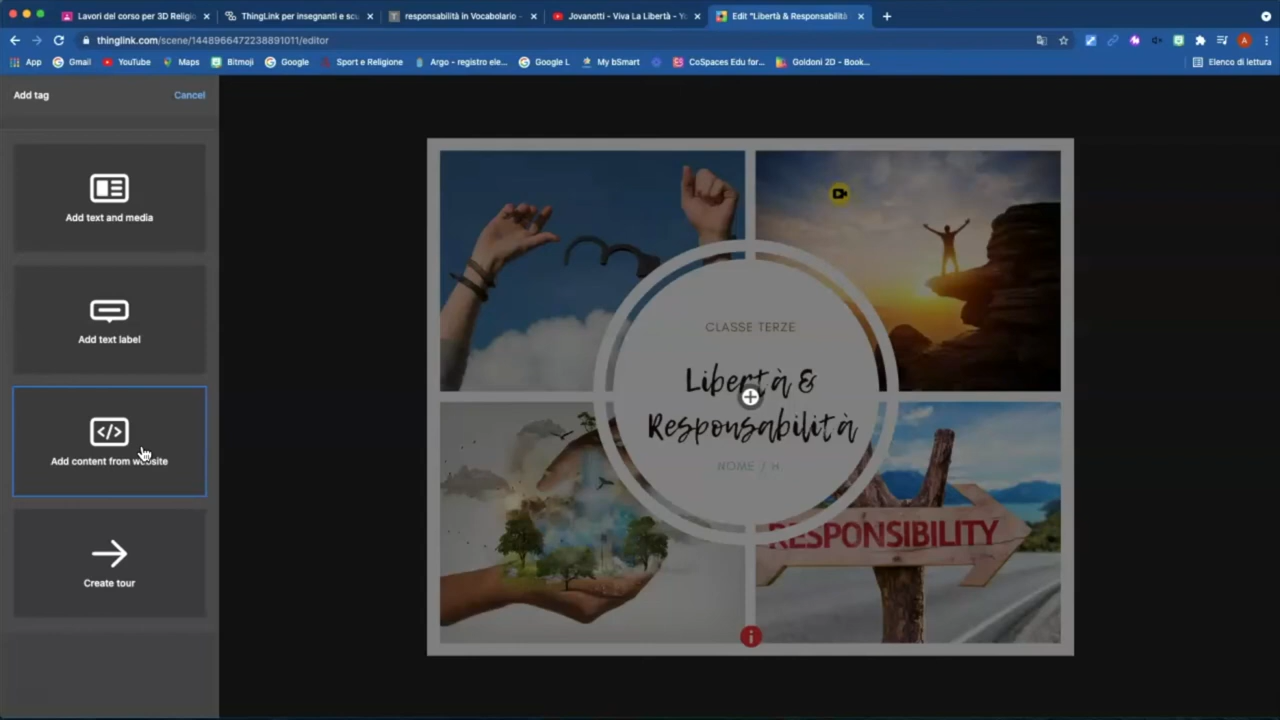 Lavori del corso per 3D Religio
ThingLink per insegnanti e scu
responsabilità in Vocabolario -
Jovanotti - Viva La Libertà - Yo
Edit "Libertà & Responsabilità
thinglink.com/scene/1448966472238891011/editor
App
Gmail
YouTube
Maps
Bitmoji
Google
Sport e Religione
Argo - registro ele...
Google L
My bSmart
CoSpaces Edu for...
Goldoni 2D - Book...
Elenco di lettura
Add tag
Cancel
Add text and media
Add text label
Add content from website
Create tour
CLASSE TERZE
Libertà &
Responsabilità
NOME / H
RESPONSIBILITY